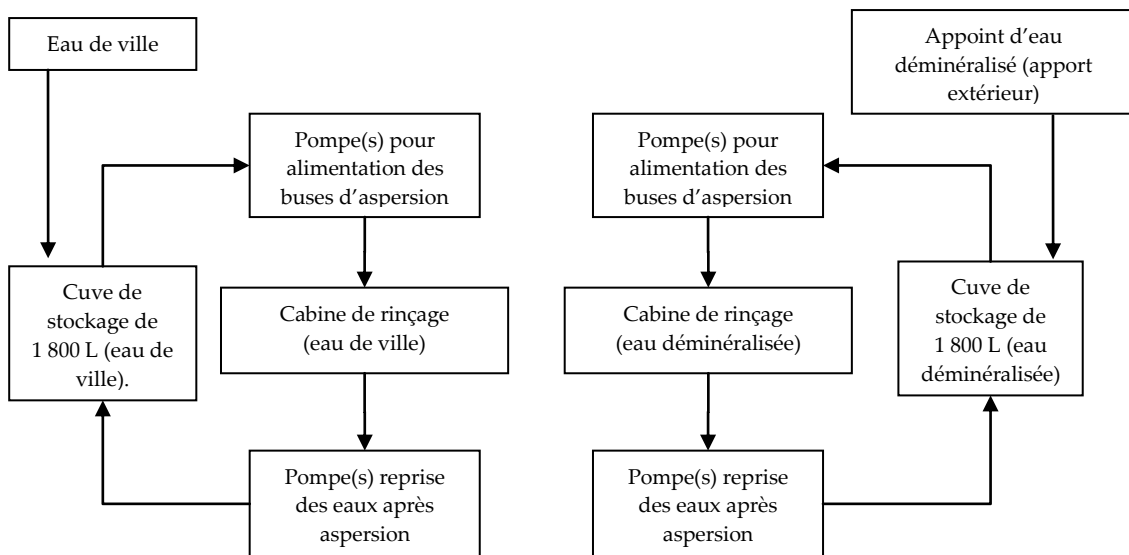 Eau de ville
Appoint d’eau
déminéralisé (apport
extérieur)
Pompe(s) pour
alimentation des
buses d’aspersion
Pompe(s) pour
alimentation des
buses d’aspersion
Cuve de
stockage de
1 800 L (eau de
ville).
Cabine de rinçage
(eau de ville)
Cabine de rinçage
(eau déminéralisée)
Cuve de
stockage de
1 800 L (eau
déminéralisée)
Pompe(s) reprise
des eaux après
aspersion
Pompe(s) reprise
des eaux après
aspersion